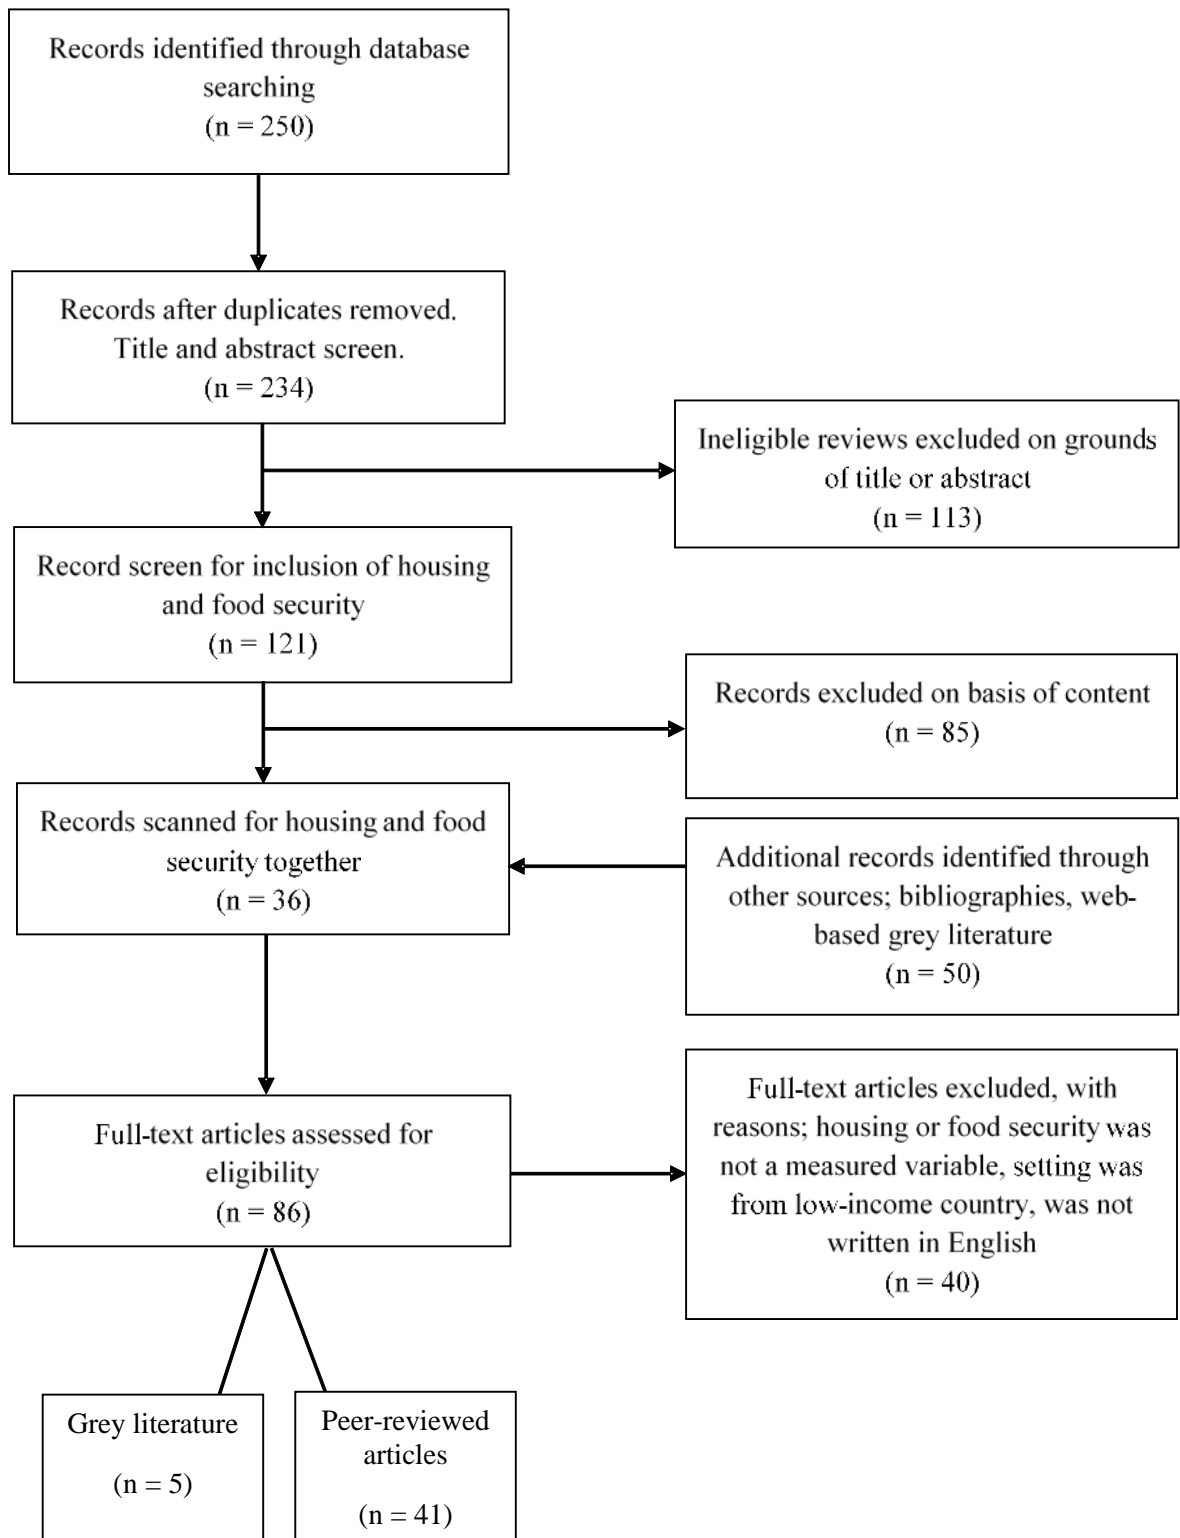 Records identified through database
searching
(n = 250)
Records after duplicates removed.
Title and abstract screen.
(n = 234)
Ineligible reviews excluded on grounds
of title or abstract
(n = 113)
Record screen for inclusion of housing
and food security
(n = 121)
Records excluded on basis of content
(n = 85)
Records scanned for housing and food
security together
(n = 36)
Additional records identified through
other sources; bibliographies, web-
based grey literature
(n = 50)
Full-text articles assessed for
eligibility
(n = 86)
Full-text articles excluded, with
reasons; housing or food security was
not a measured variable, setting was
from low-income country, was not
written in English
(n = 40)
Grey literature
(n = 5)
Peer-reviewed
articles
(n = 41)